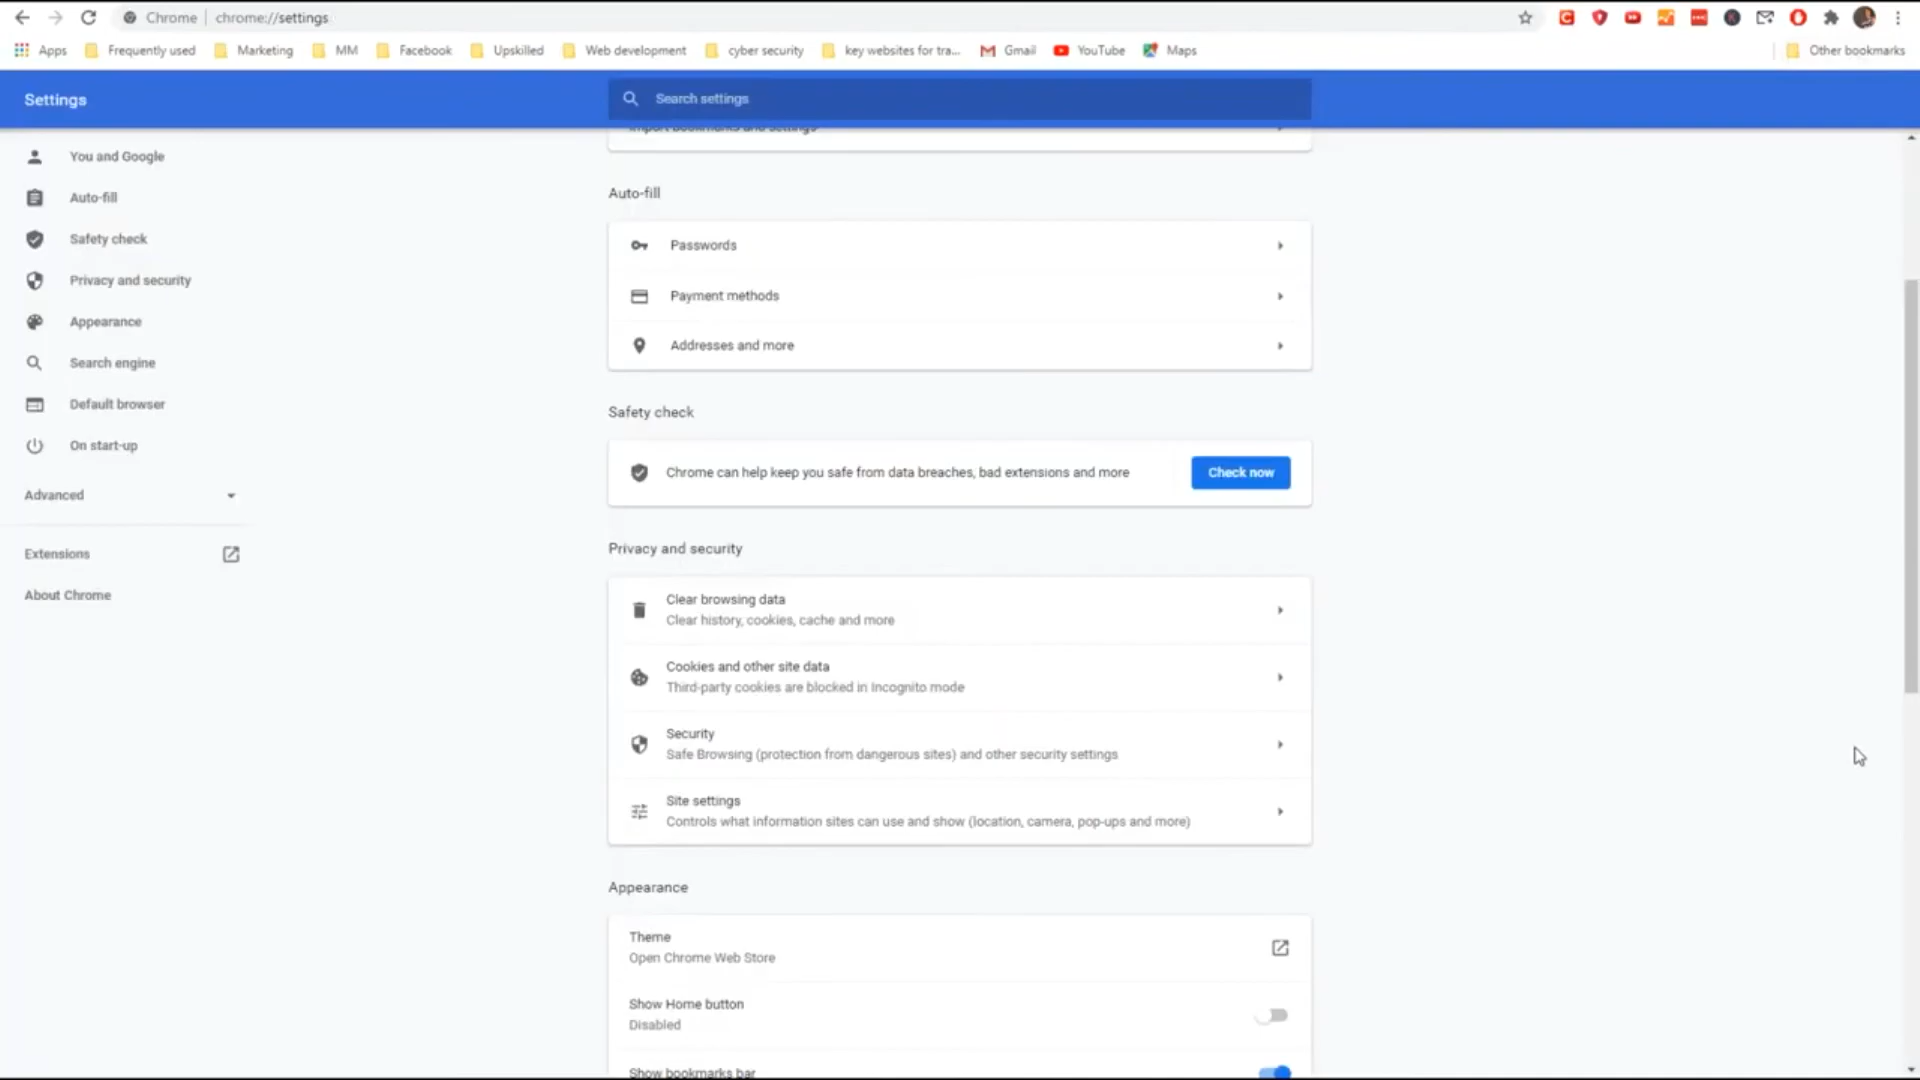 Chrome chrome://settings
Apps Frequently used Marketing MM Facebook Upskilled Web development cyber security key websites for tra... Gmail YouTube Maps Other bookmarks
Settings
Search settings
Import bookmarks and settings
You and Google
Auto-fill
Safety check
Privacy and security
Appearance
Search engine
Default browser
On start-up
Advanced
Extensions
About Chrome
Auto-fill
Passwords
Payment methods
Addresses and more
Safety check
Chrome can help keep you safe from data breaches, bad extensions and more
Check now
Privacy and security
Clear browsing data
Clear history, cookies, cache and more
Cookies and other site data
Third-party cookies are blocked in Incognito mode
Security
Safe Browsing (protection from dangerous sites) and other security settings
Site settings
Controls what information sites can use and show (location, camera, pop-ups and more)
Appearance
Theme
Open Chrome Web Store
Show Home button
Disabled
Show bookmarks bar